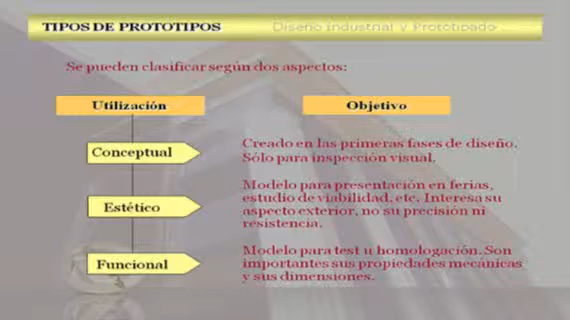 TIPOS DE PROTOTIPOS
Diseño industrial y Prototipado
Se pueden clasificar según dos aspectos:
Utilización
Objetivo
Conceptual
Creado en las primeras fases de diseño.
Sólo para inspección visual.
Estético
Modelo para presentación en ferias,
estudio de viabilidad, etc. Interesa su
aspecto exterior, no su precisión ni
resistencia.
Funcional
Modelo para test u homologación. Son
importantes sus propiedades mecánicas
y sus dimensiones.